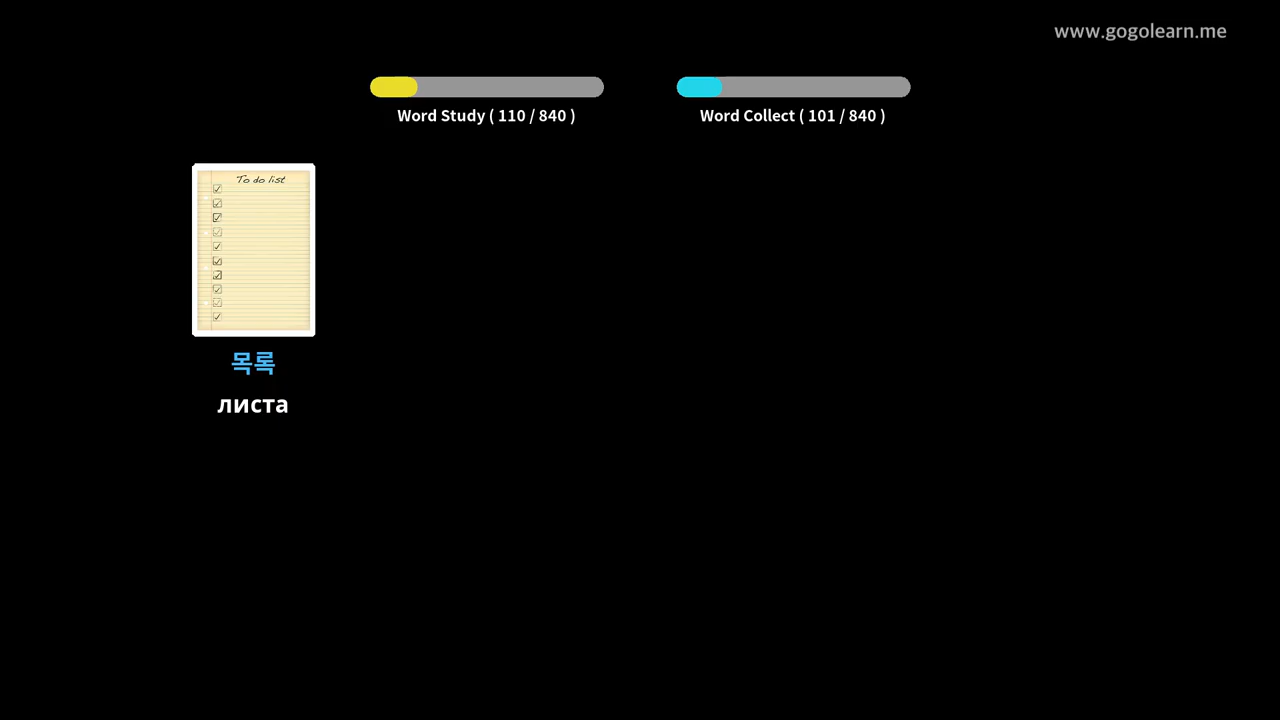 www.gogolearn.me
Word Study ( 110 / 840 )
Word Collect ( 101 / 840 )
To do list
목록
листа